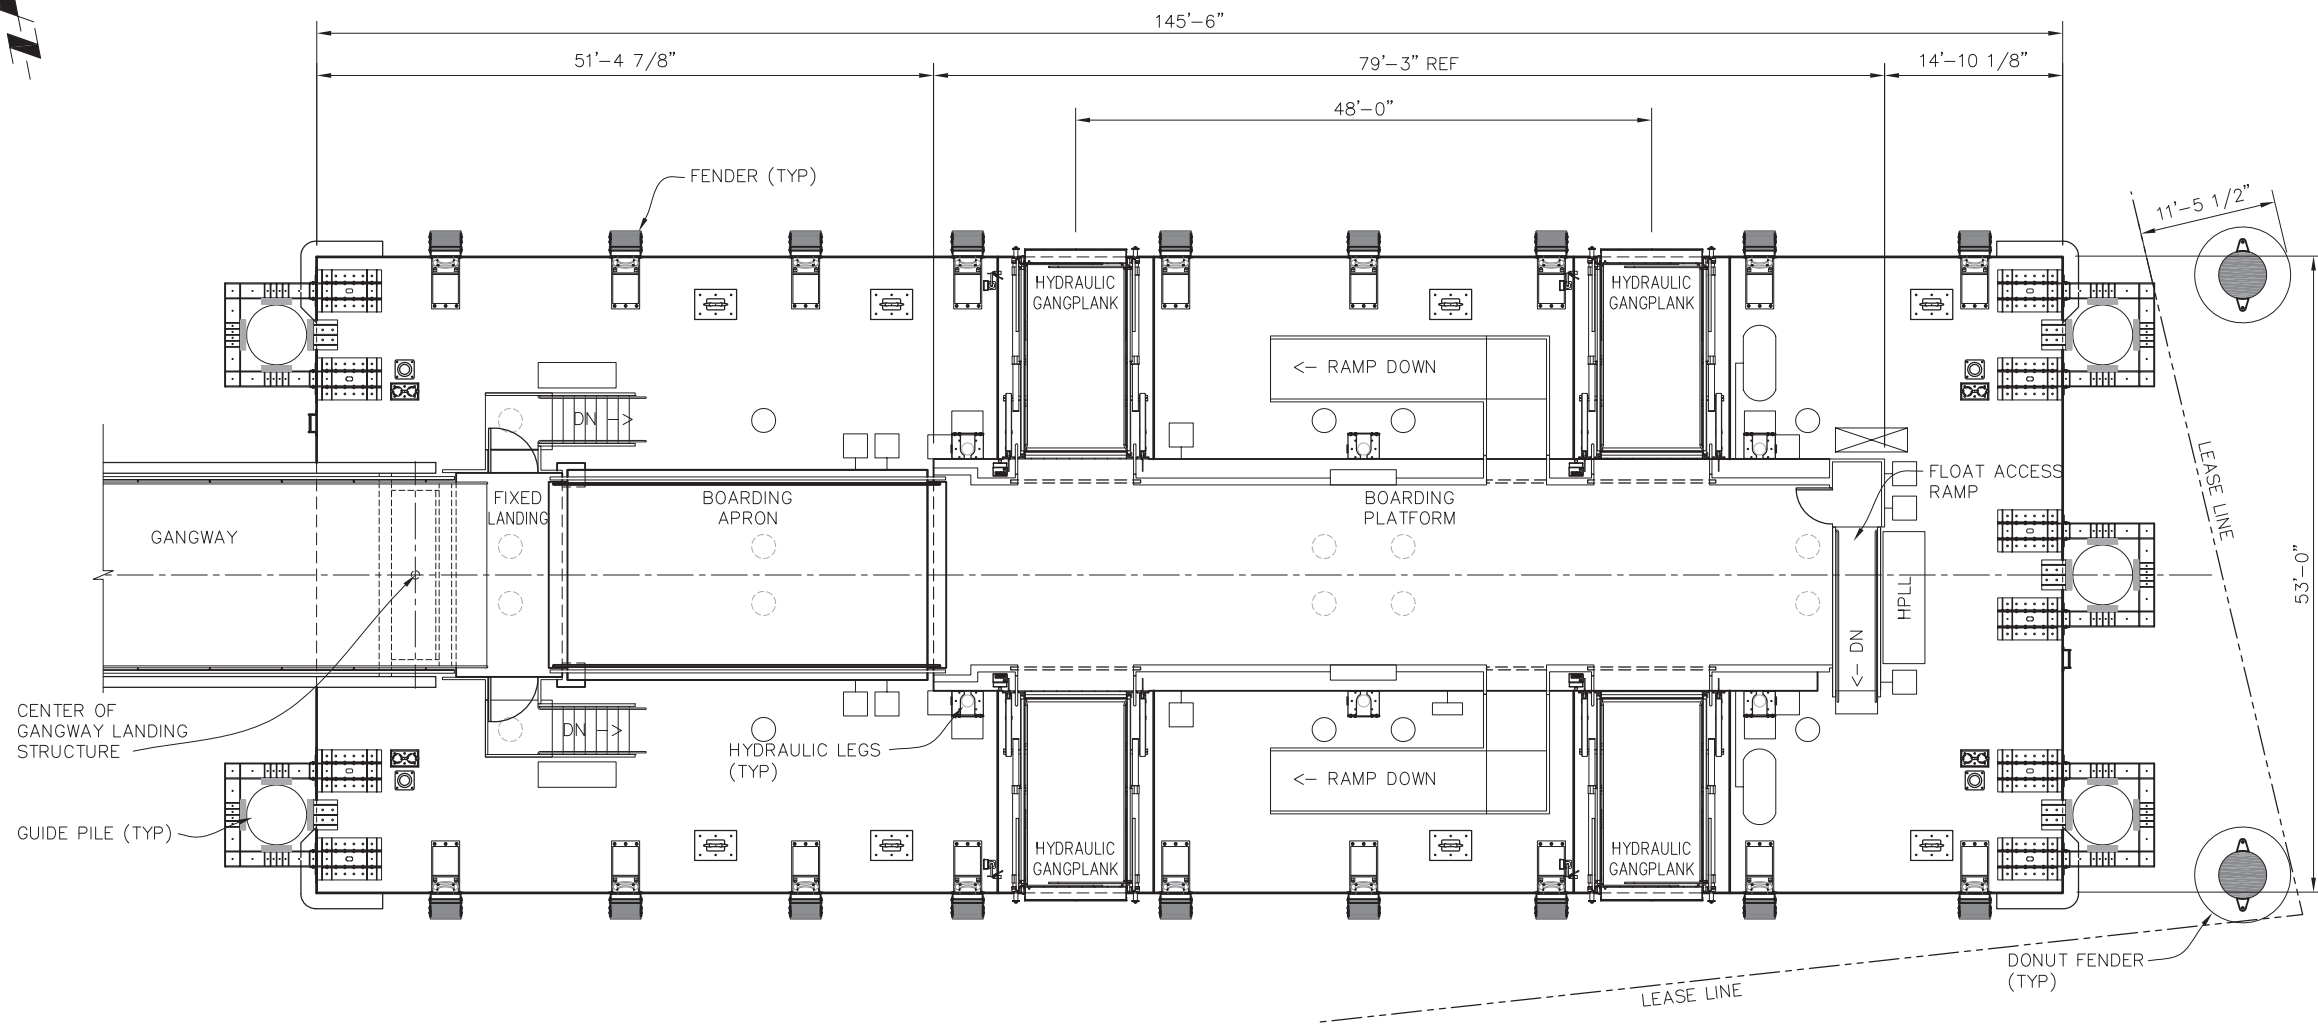 145'-6"
51'-4 7/8"
79'-3" REF
14'-10 1/8"
48'-0"
FENDER (TYP)
11'-5 1/2"
HYDRAULIC
GANGPLANK
HYDRAULIC
GANGPLANK
<- RAMP DOWN
DN ->
LEASE LINE
FLOAT ACCESS
RAMP
FIXED
LANDING
BOARDING
APRON
BOARDING
PLATFORM
GANGWAY
53'-0"
HPLL
<- DN
CENTER OF
GANGWAY LANDING
STRUCTURE
DN ->
HYDRAULIC LEGS
(TYP)
<- RAMP DOWN
GUIDE PILE (TYP)
HYDRAULIC
GANGPLANK
HYDRAULIC
GANGPLANK
DONUT FENDER
(TYP)
LEASE LINE